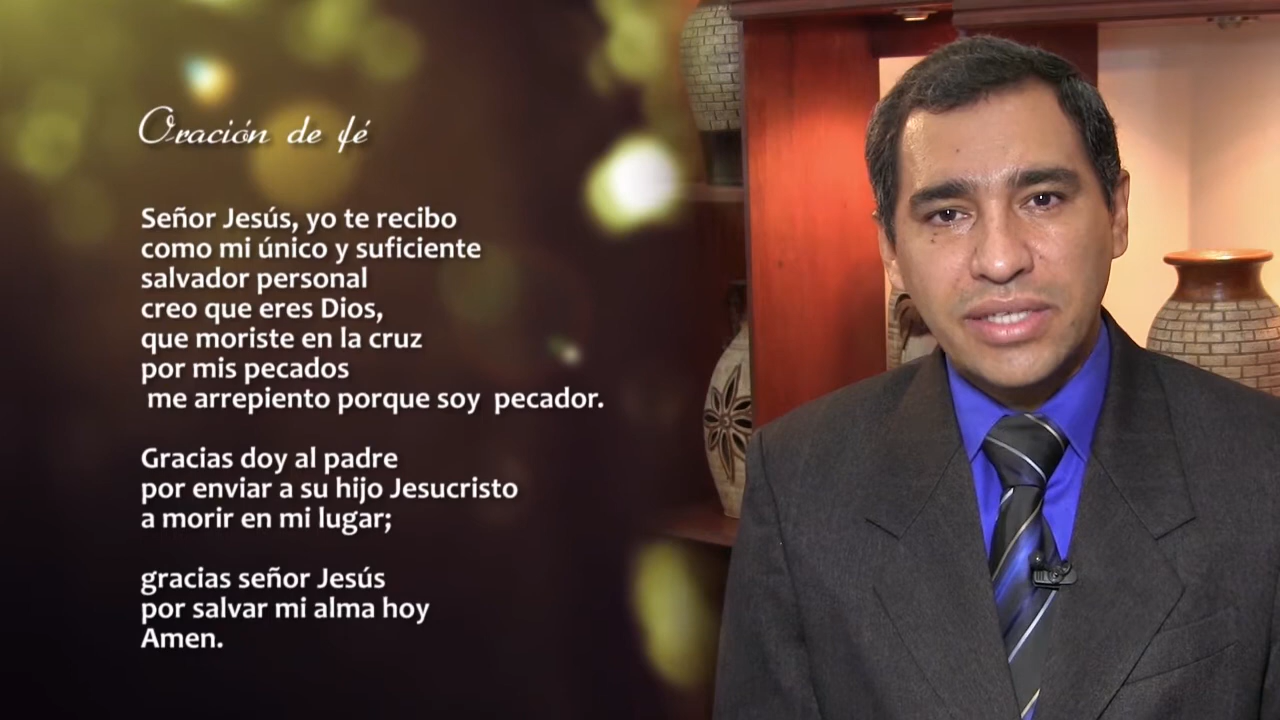 Oración de fé
Señor Jesús, yo te recibo
como mi único y suficiente
salvador personal
creo que eres Dios,
que moriste en la cruz
por mis pecados
me arrepiento porque soy pecador.
Gracias doy al padre
por enviar a su hijo Jesucristo
a morir en mi lugar;
gracias señor Jesús
por salvar mi alma hoy
Amen.